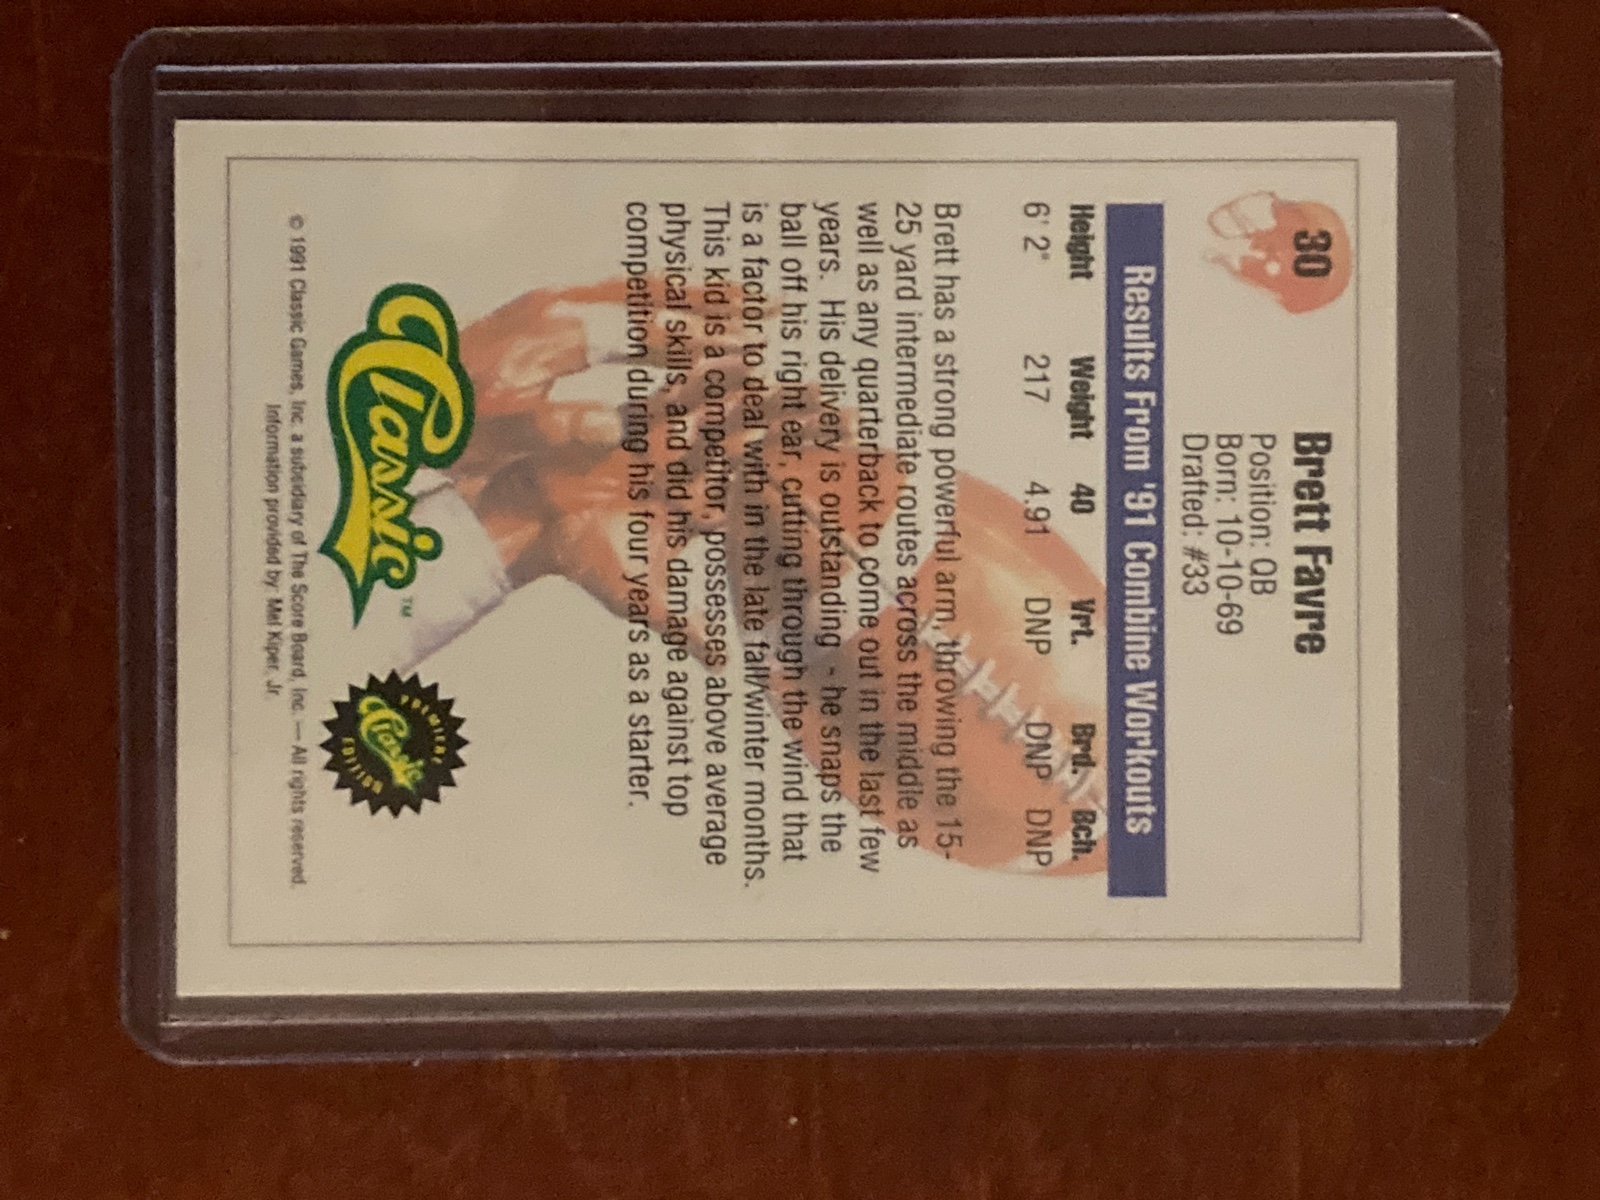 30
Brett Favre
Position: QB
Born: 10-10-69
Drafted: #33
Results From '91 Combine Workouts
Height Weight 40 Vrt. Brd. Bch.
6' 2" 217 4.91 DNP DNP DNP
Brett has a strong powerful arm, throwing the 15-
25 yard intermediate routes across the middle as
well as any quarterback to come out in the last few
years. His delivery is outstanding - he snaps the
ball off his right ear, cutting through the wind that
is a factor to deal with in the late fall/winter months.
This kid is a competitor, possesses above average
physical skills, and did his damage against top
competition during his four years as a starter.
Classic™
PREMIERE
Classic
EDITION
© 1991 Classic Games, Inc. a subsidiary of The Score Board, Inc. — All rights reserved.
Information provided by: Mel Kiper, Jr.